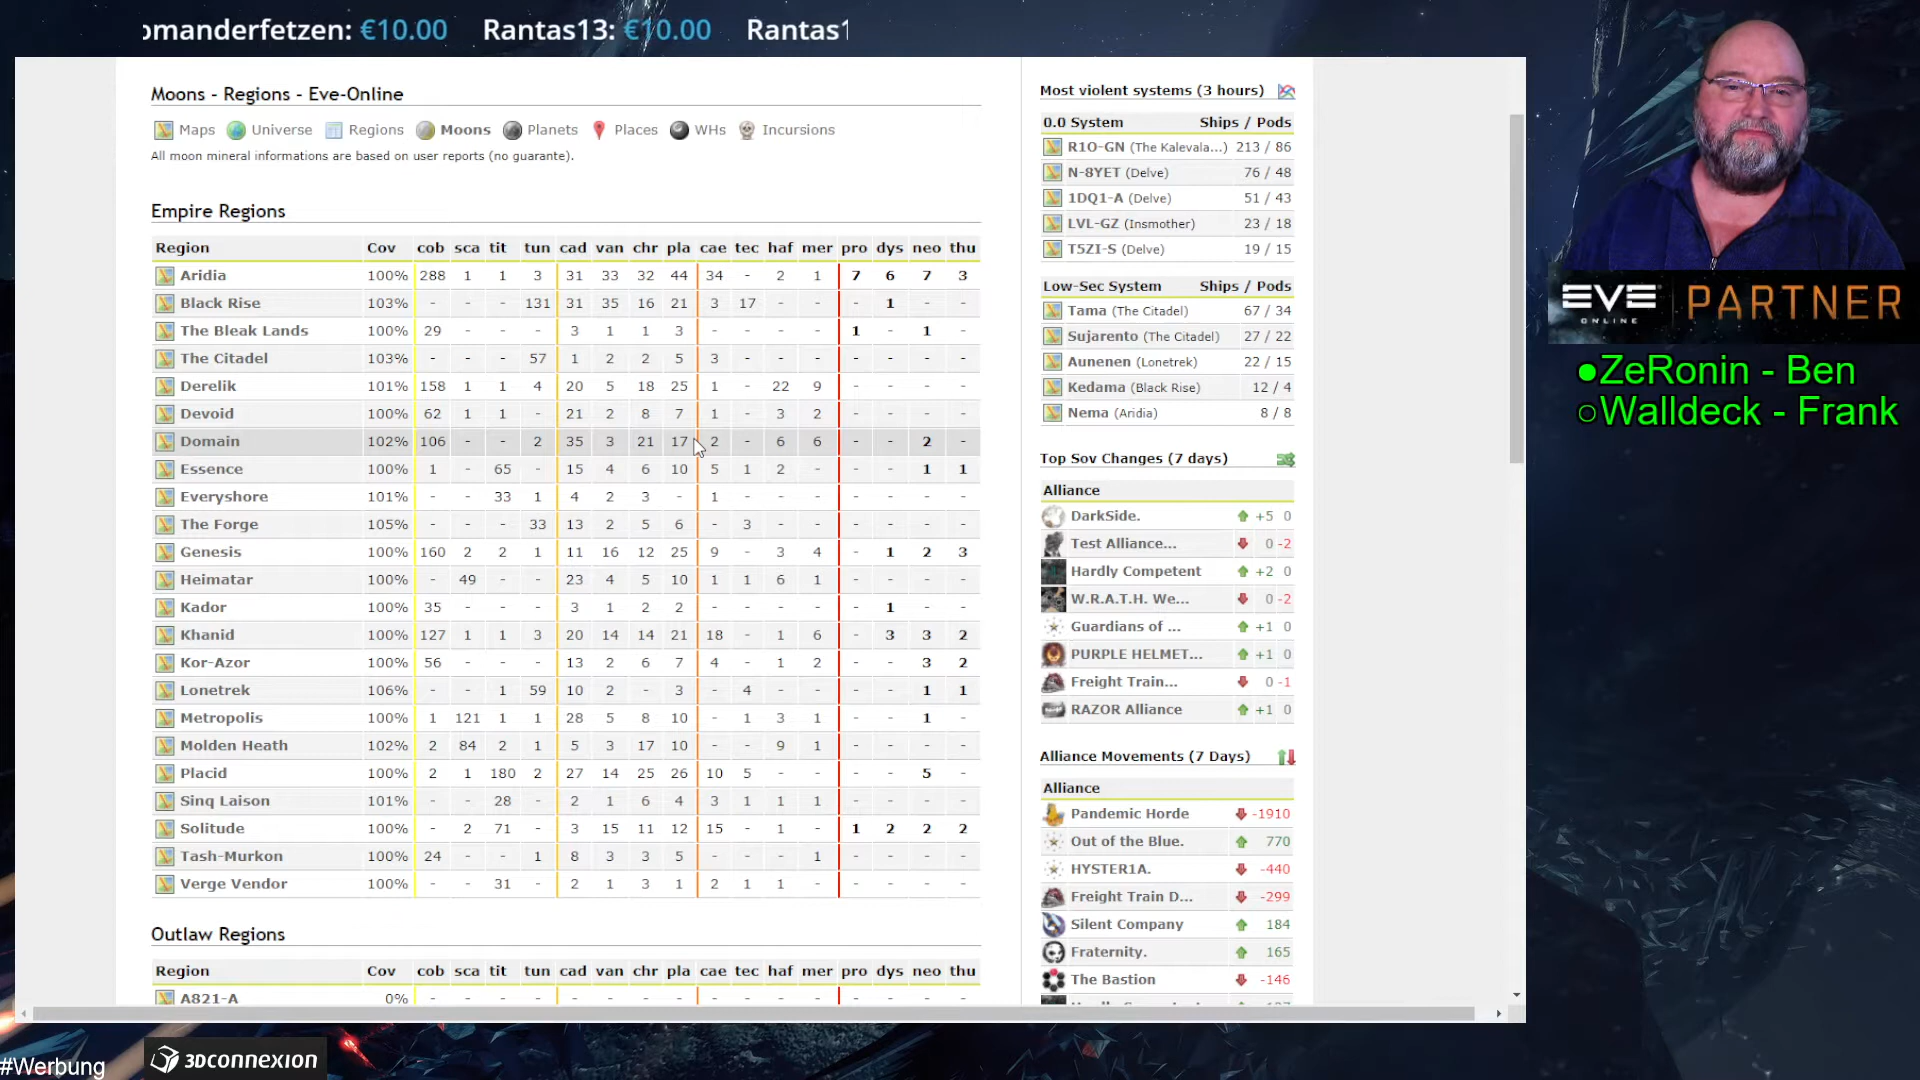 omanderfetzen: €10.00 Rantas13: €10.00 Rantas1
Moons - Regions - Eve-Online
Maps Universe Regions Moons Planets Places WHs Incursions
All moon mineral informations are based on user reports (no guarante).
Empire Regions
Region Cov cob sca tit tun cad van chr pla cae tec haf mer pro dys neo thu
Aridia 100% 288 1 1 3 31 33 32 44 34 - 2 1 7 6 7 3
Black Rise 103% - - - 131 31 35 16 21 3 17 - - - 1 - -
The Bleak Lands 100% 29 - - - 3 1 1 3 - - - - 1 - 1 -
The Citadel 103% - - - 57 1 2 2 5 3 - - - - - - -
Derelik 101% 158 1 1 4 20 5 18 25 1 - 22 9 - - - -
Devoid 100% 62 1 1 - 21 2 8 7 1 - 3 2 - - - -
Domain 102% 106 - - 2 35 3 21 17 2 - 6 6 - - 2 -
Essence 100% 1 - 65 - 15 4 6 10 5 1 2 - - - 1 1
Everyshore 101% - - 33 1 4 2 3 - 1 - - - - - - -
The Forge 105% - - - 33 13 2 5 6 - 3 - - - - - -
Genesis 100% 160 2 2 1 11 16 12 25 9 - 3 4 - 1 2 3
Heimatar 100% - 49 - - 23 4 5 10 1 1 6 1 - - - -
Kador 100% 35 - - - 3 1 2 2 - - - - - 1 - -
Khanid 100% 127 1 1 3 20 14 14 21 18 - 1 6 - 3 3 2
Kor-Azor 100% 56 - - - 13 2 6 7 4 - 1 2 - - 3 2
Lonetrek 106% - - 1 59 10 2 - 3 - 4 - - - - 1 1
Metropolis 100% 1 121 1 1 28 5 8 10 - 1 3 1 - - 1 -
Molden Heath 102% 2 84 2 1 5 3 17 10 - - 9 1 - - - -
Placid 100% 2 1 180 2 27 14 25 26 10 5 - - - - 5 -
Sinq Laison 101% - - 28 - 2 1 6 4 3 1 1 1 - - - -
Solitude 100% - 2 71 - 3 15 11 12 15 - 1 - 1 2 2 2
Tash-Murkon 100% 24 - - 1 8 3 3 5 - - - 1 - - - -
Verge Vendor 100% - - 31 - 2 1 3 1 2 1 1 - - - - -
Outlaw Regions
Region Cov cob sca tit tun cad van chr pla cae tec haf mer pro dys neo thu
A821-A 0% - - - - - - - - - - - - - - - -
Most violent systems (3 hours)
0.0 System Ships / Pods
R1O-GN (The Kalevala...) 213 / 86
N-8YET (Delve) 76 / 48
1DQ1-A (Delve) 51 / 43
LVL-GZ (Insmother) 23 / 18
T5ZI-S (Delve) 19 / 15
Low-Sec System Ships / Pods
Tama (The Citadel) 67 / 34
Sujarento (The Citadel) 27 / 22
Aunenen (Lonetrek) 22 / 15
Kedama (Black Rise) 12 / 4
Nema (Aridia) 8 / 8
Top Sov Changes (7 days)
Alliance
DarkSide. +5 0
Test Alliance... 0 -2
Hardly Competent +2 0
W.R.A.T.H. We... 0 -2
Guardians of ... +1 0
PURPLE HELMET... +1 0
Freight Train... 0 -1
RAZOR Alliance +1 0
Alliance Movements (7 Days)
Alliance
Pandemic Horde -1910
Out of the Blue. 770
HYSTER1A. -440
Freight Train D... -299
Silent Company 184
Fraternity. 165
The Bastion -146
EVE ONLINE PARTNER
●ZeRonin - Ben
○Walldeck - Frank
#Werbung
3DCONNEXION